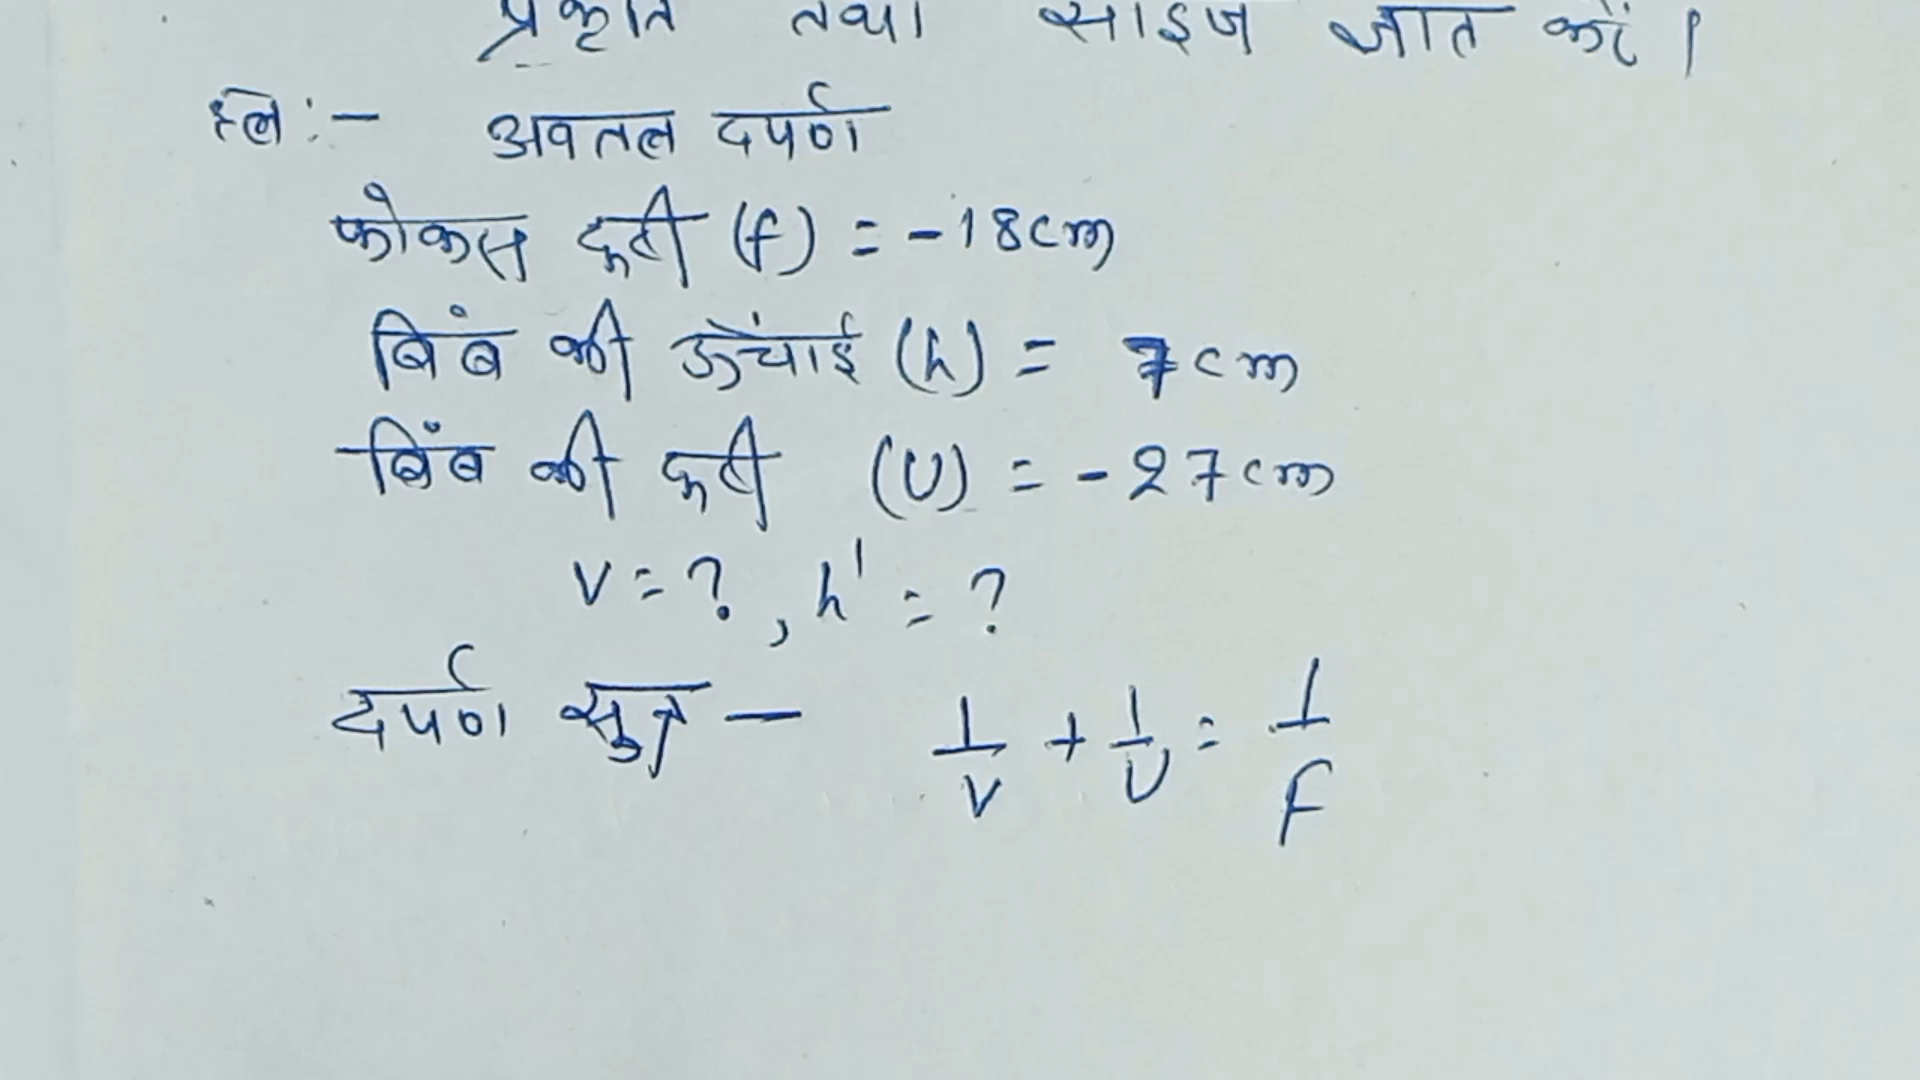 प्रकृति तथा साइज ज्ञात करें।
हल:- अवतल दर्पण
फोकस दूरी (f) = -18cm
बिंब की ऊंचाई (h) = 7cm
बिंब की दूरी (U) = -27cm
v = ?, h' = ?
दर्पण सूत्र - 1/v + 1/U = 1/f